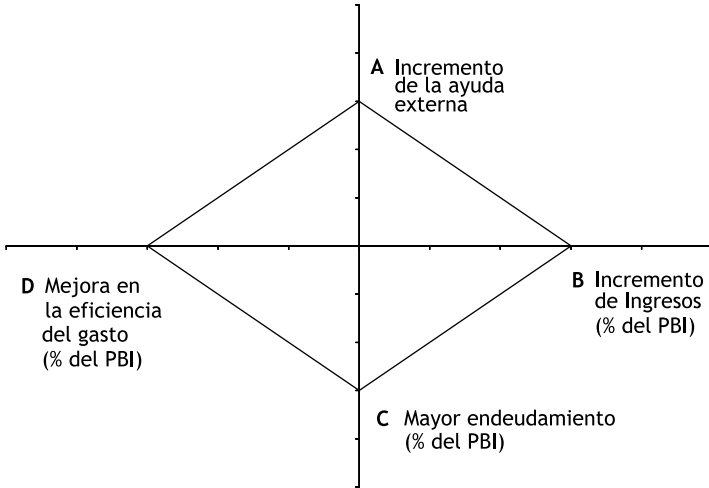 A Incremento
de la ayuda
externa
D Mejora en
la eficiencia
del gasto
(% del PBI)
B Incremento
de Ingresos
(% del PBI)
C Mayor endeudamiento
(% del PBI)